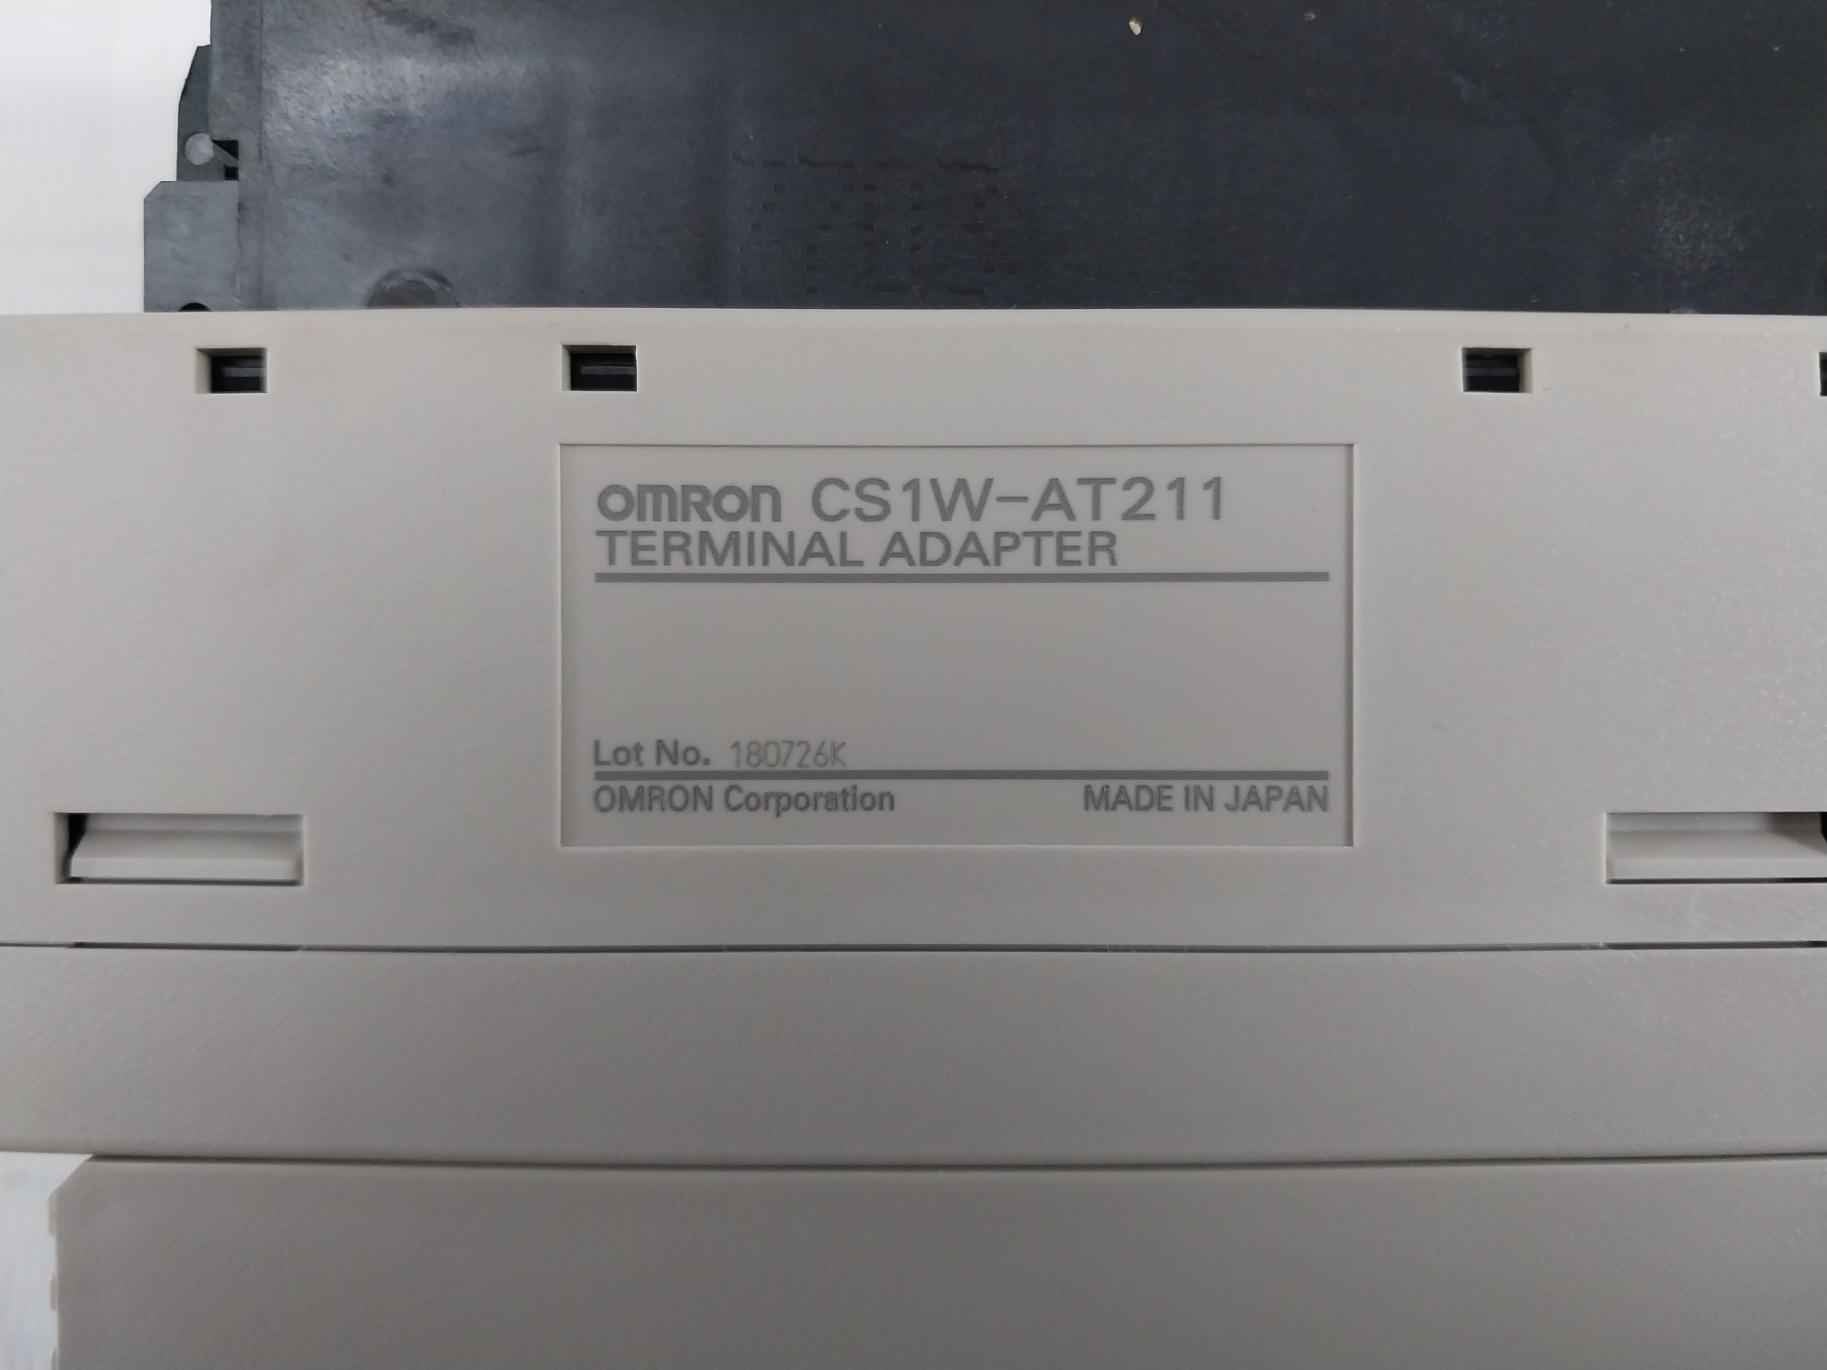 OMRON CS1W-AT211
TERMINAL ADAPTER
Lot No. 180726K
OMRON Corporation MADE IN JAPAN